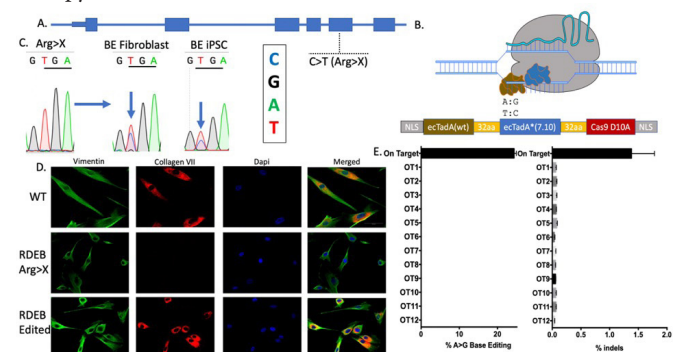 A.
C>T (Arg>X)
B.
A:G
T:C
NLS ecTadA(wt) 32aa ecTadA*(7.10) 32aa Cas9 D10A NLS
C. Arg>X BE Fibroblast BE iPSC
G T G A G T G A G T G A
C
G
A
T
D. Vimentin Collagen VII Dapi Merged
WT
RDEB
Arg>X
RDEB
Edited
E. On Target
OT1
OT2
OT3
OT4
OT5
OT6
OT7
OT8
OT9
OT10
OT11
OT12
0 10 20
% A>G Base Editing
On Target
OT1
OT2
OT3
OT4
OT5
OT6
OT7
OT8
OT9
OT10
OT11
OT12
0.0 0.5 1.0 1.5 2.0
% indels